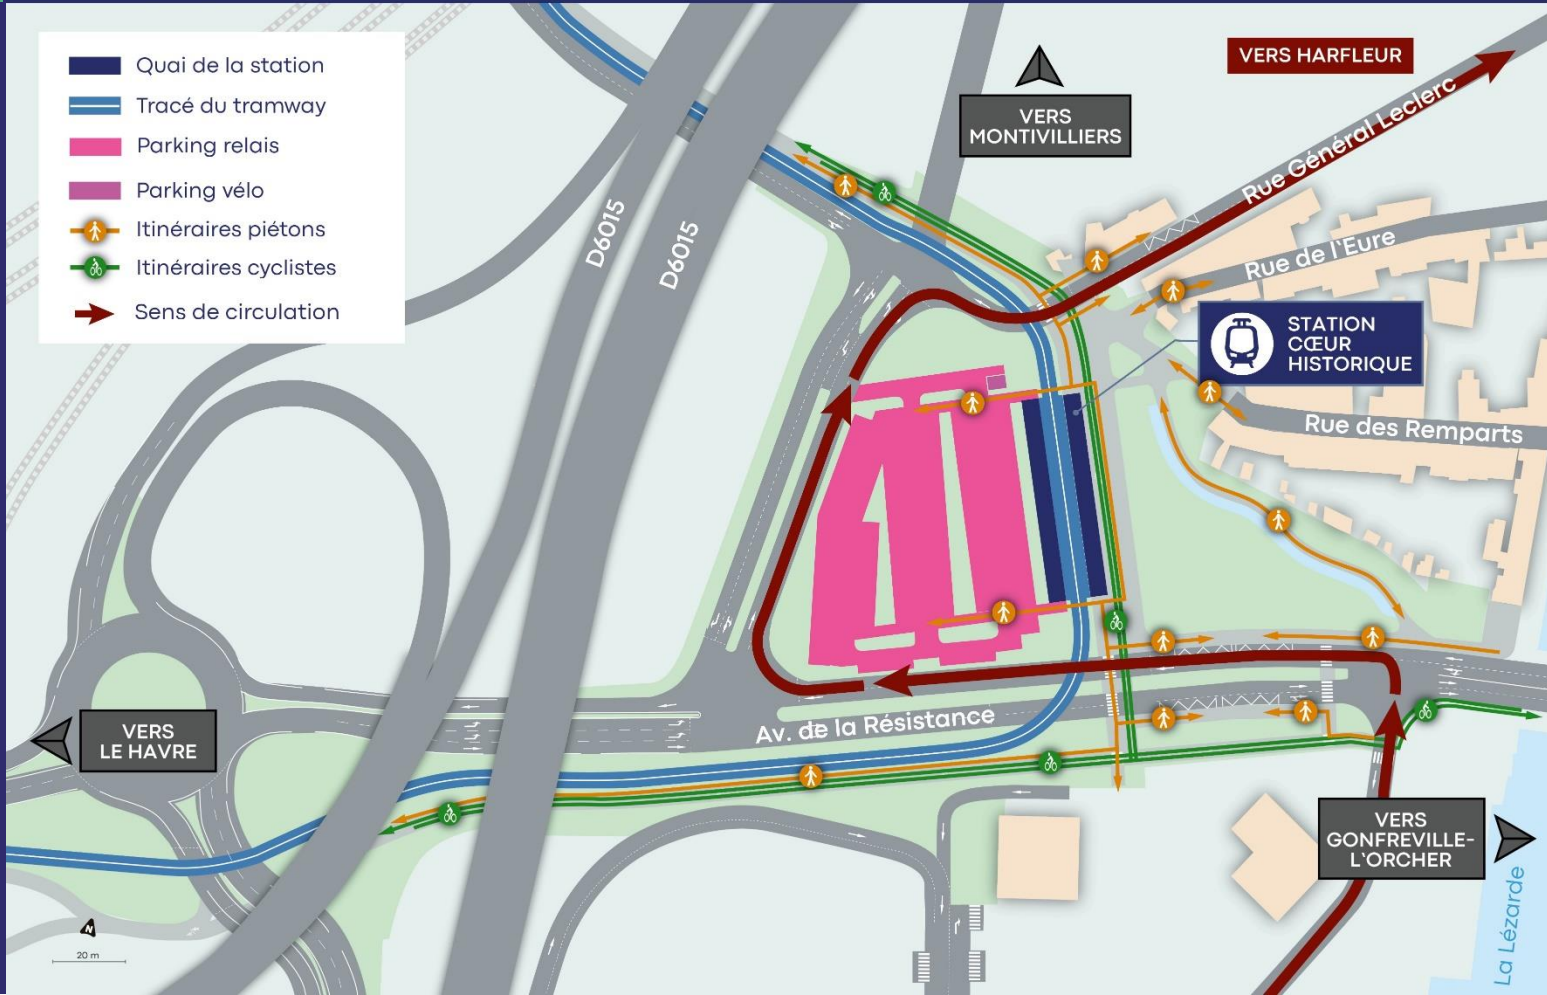 Quai de la station
Tracé du tramway
Parking relais
Parking vélo
Itinéraires piétons
Itinéraires cyclistes
Sens de circulation
VERS HARFLEUR
VERS
MONTIVILLIERS
Rue Général Leclerc
D6015
D6015
Rue de l'Eure
STATION
CŒUR
HISTORIQUE
Rue des Remparts
Av. de la Résistance
VERS
LE HAVRE
VERS
GONFREVILLE-
L'ORCHER
La Lézarde
N
20 m